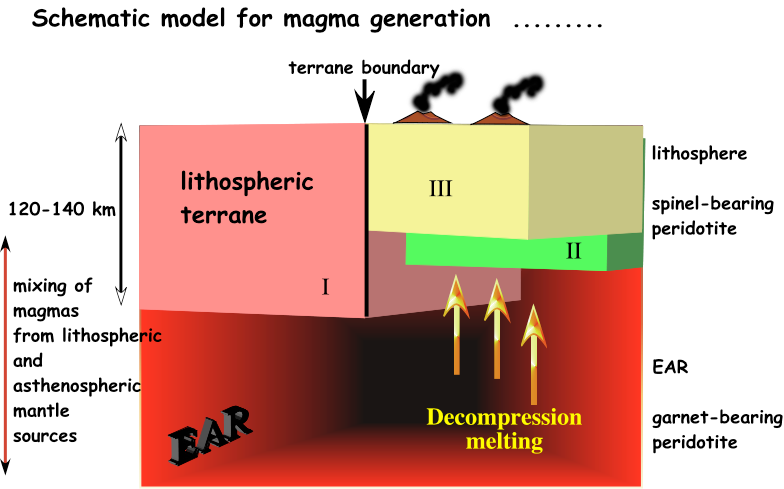 Schematic model for magma generation .........
terrane boundary
lithospheric
terrane
III
lithosphere
spinel-bearing
peridotite
120-140 km
II
I
mixing of
magmas
from lithospheric
and
asthenospheric
mantle
sources
EAR
Decompression
melting
EAR
garnet-bearing
peridotite